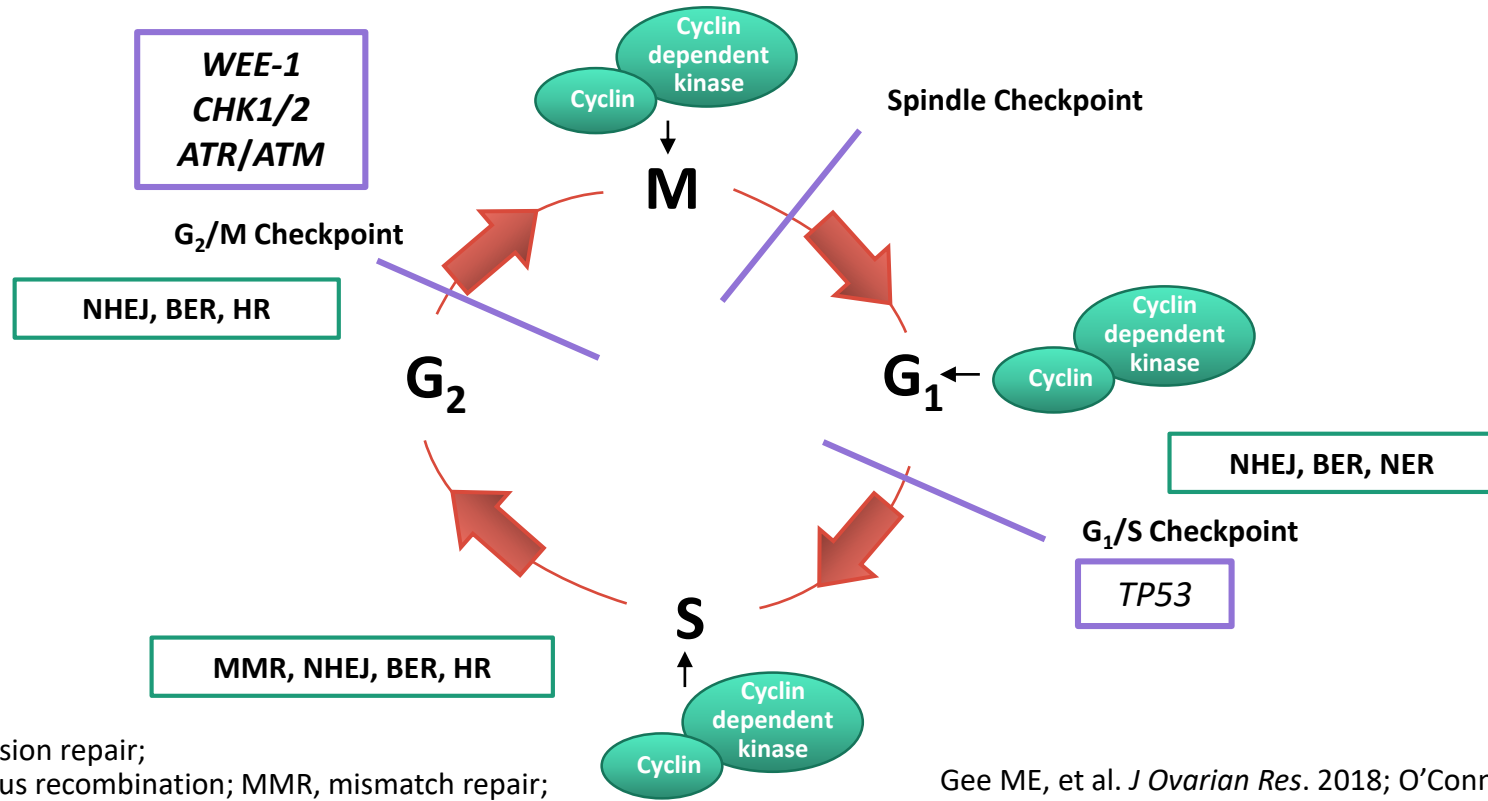 WEE-1
CHK1/2
ATR/ATM
Cyclin
dependent
kinase
Cyclin
Spindle Checkpoint
M
G₂/M Checkpoint
NHEJ, BER, HR
G₂
G₁
Cyclin
dependent
kinase
Cyclin
NHEJ, BER, NER
G₁/S Checkpoint
TP53
S
MMR, NHEJ, BER, HR
Cyclin
dependent
kinase
Cyclin
sion repair;
us recombination; MMR, mismatch repair;
Gee ME, et al. J Ovarian Res. 2018; O’Conn